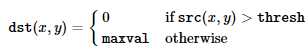 dst(x, y) = { 0 if src(x, y) > thresh
maxval otherwise